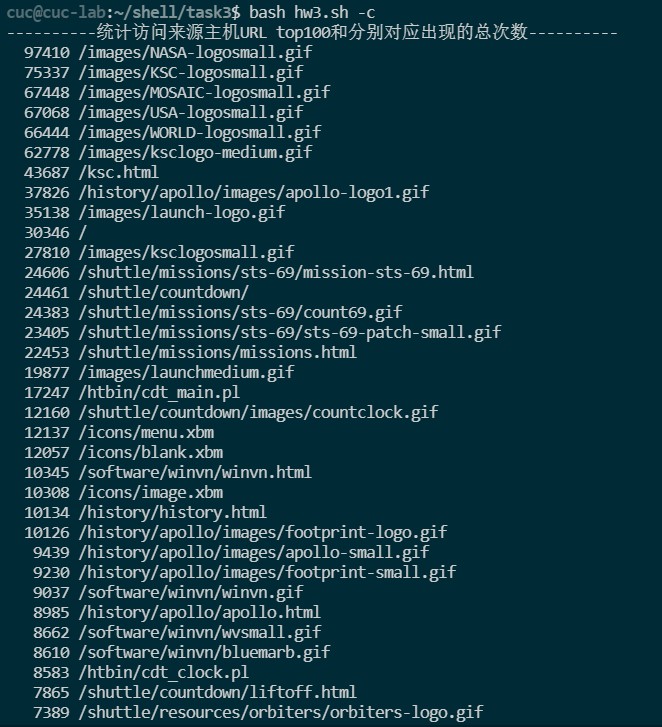 cuc@cuc-lab:~/shell/task3$ bash hw3.sh -c
----------统计访问来源主机URL top100和分别对应出现的总次数----------
97410 /images/NASA-logosmall.gif
75337 /images/KSC-logosmall.gif
67448 /images/MOSAIC-logosmall.gif
67068 /images/USA-logosmall.gif
66444 /images/WORLD-logosmall.gif
62778 /images/ksclogo-medium.gif
43687 /ksc.html
37826 /history/apollo/images/apollo-logo1.gif
35138 /images/launch-logo.gif
30346 /
27810 /images/ksclogosmall.gif
24606 /shuttle/missions/sts-69/mission-sts-69.html
24461 /shuttle/countdown/
24383 /shuttle/missions/sts-69/count69.gif
23405 /shuttle/missions/sts-69/sts-69-patch-small.gif
22453 /shuttle/missions/missions.html
19877 /images/launchmedium.gif
17247 /htbin/cdt_main.pl
12160 /shuttle/countdown/images/countclock.gif
12137 /icons/menu.xbm
12057 /icons/blank.xbm
10345 /software/winvn/winvn.html
10308 /icons/image.xbm
10134 /history/history.html
10126 /history/apollo/images/footprint-logo.gif
9439 /history/apollo/images/apollo-small.gif
9230 /history/apollo/images/footprint-small.gif
9037 /software/winvn/winvn.gif
8985 /history/apollo/apollo.html
8662 /software/winvn/wvsmall.gif
8610 /software/winvn/bluemarb.gif
8583 /htbin/cdt_clock.pl
7865 /shuttle/countdown/liftoff.html
7389 /shuttle/resources/orbiters/orbiters-logo.gif